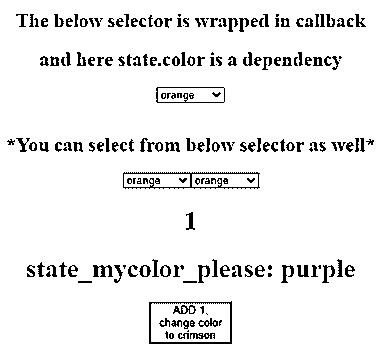 The below selector is wrapped in callback
and here state.color is a dependency
orange
*You can select from below selector as well*
orange orange
1
state_mycolor_please: purple
ADD 1,
change color
to crimson